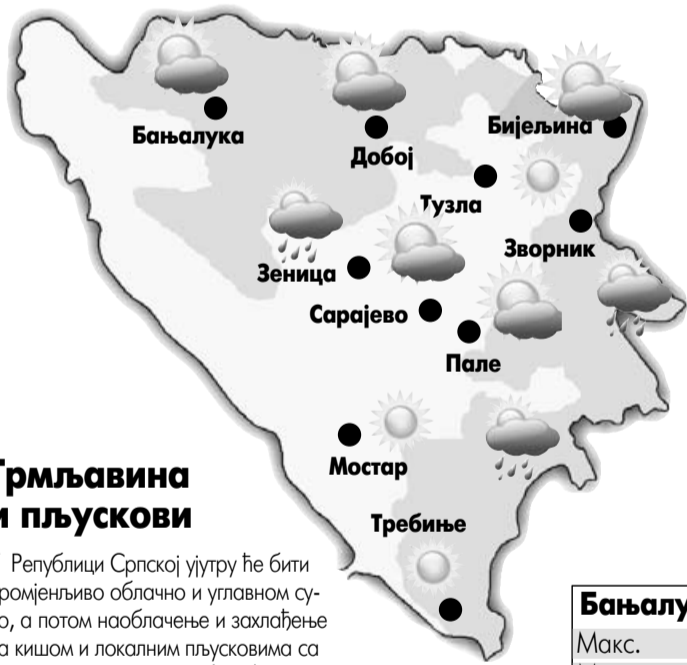 Бањалука
Добој
Бијељина
Тузла
Зворник
Зеница
Сарајево
Пале
Мостар
Требиње
Грмљавина
и пљускови
Републици Српској ујутру ће бити
ромјенљиво облачно и углавном су-
о, а потом наоблачење и захлађење
а кишом и локалним пљусковима са
Бањалу
Макс.